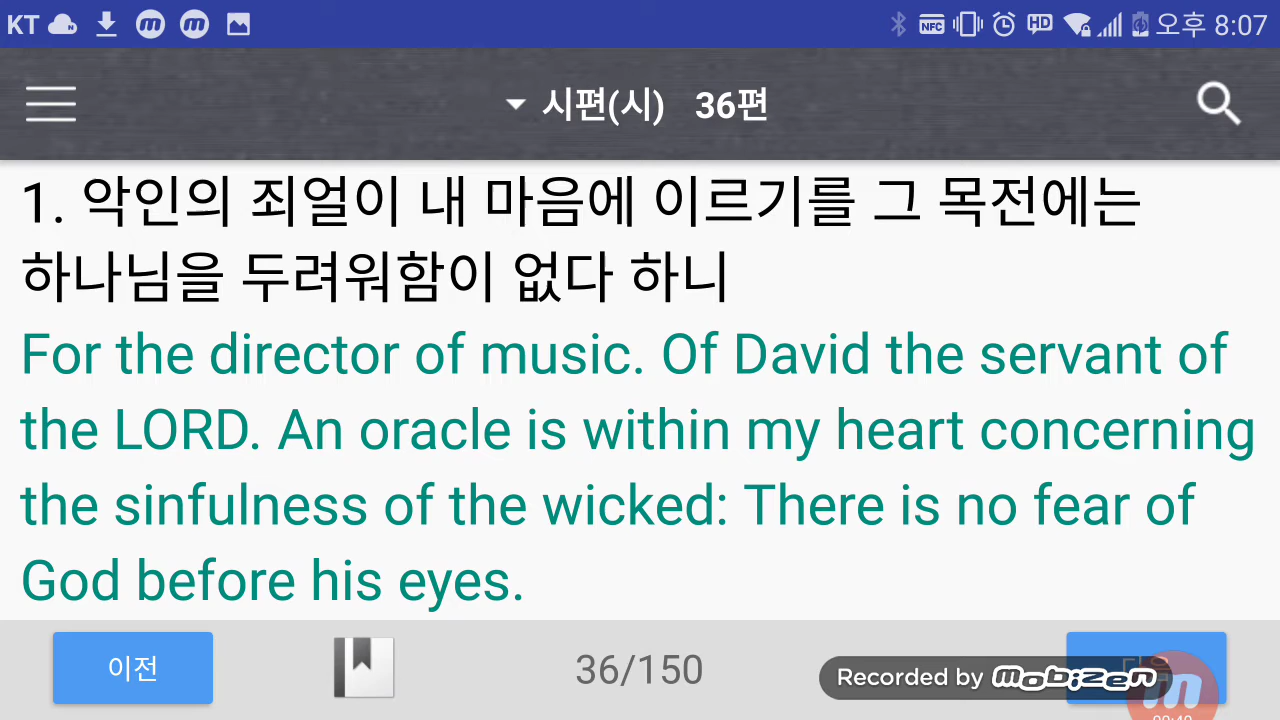 KT NFC HD 오후 8:07
시편(시) 36편
1. 악인의 죄얼이 내 마음에 이르기를 그 목전에는
하나님을 두려워함이 없다 하니
For the director of music. Of David the servant of
the LORD. An oracle is within my heart concerning
the sinfulness of the wicked: There is no fear of
God before his eyes.
이전 36/150
Recorded by mobizen